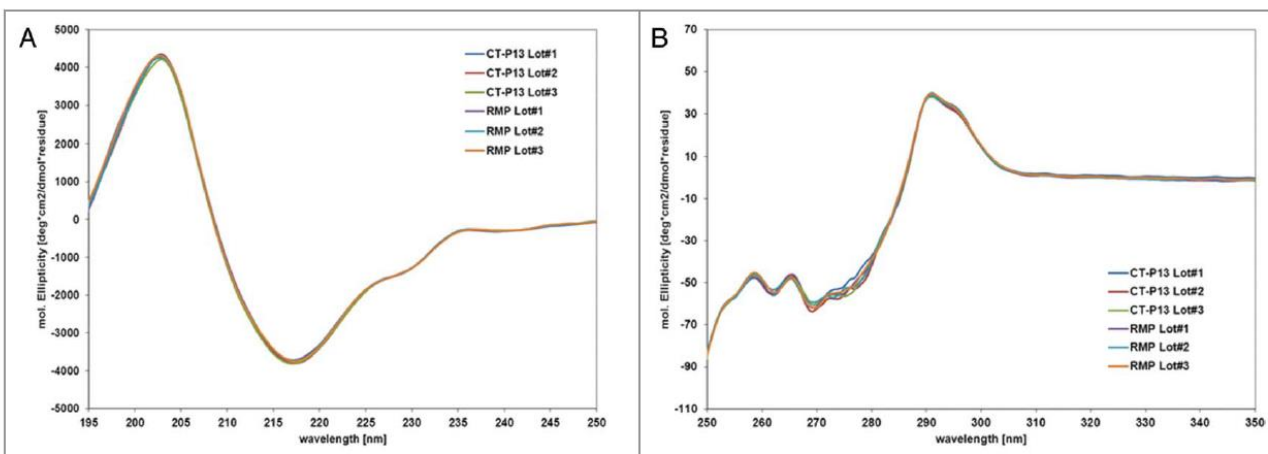 A
mol. Ellipticity [deg*cm2/dmol*residue]
5000
4000
3000
2000
1000
0
-1000
-2000
-3000
-4000
-5000
CT-P13 Lot#1
CT-P13 Lot#2
CT-P13 Lot#3
RMP Lot#1
RMP Lot#2
RMP Lot#3
195 200 205 210 215 220 225 230 235 240 245 250
wavelength [nm]
B
mol. Ellipticity [deg*cm2/dmol*residue]
70
50
30
10
-10
-30
-50
-70
-90
-110
CT-P13 Lot#1
CT-P13 Lot#2
CT-P13 Lot#3
RMP Lot#1
RMP Lot#2
RMP Lot#3
250 260 270 280 290 300 310 320 330 340 350
wavelength [nm]